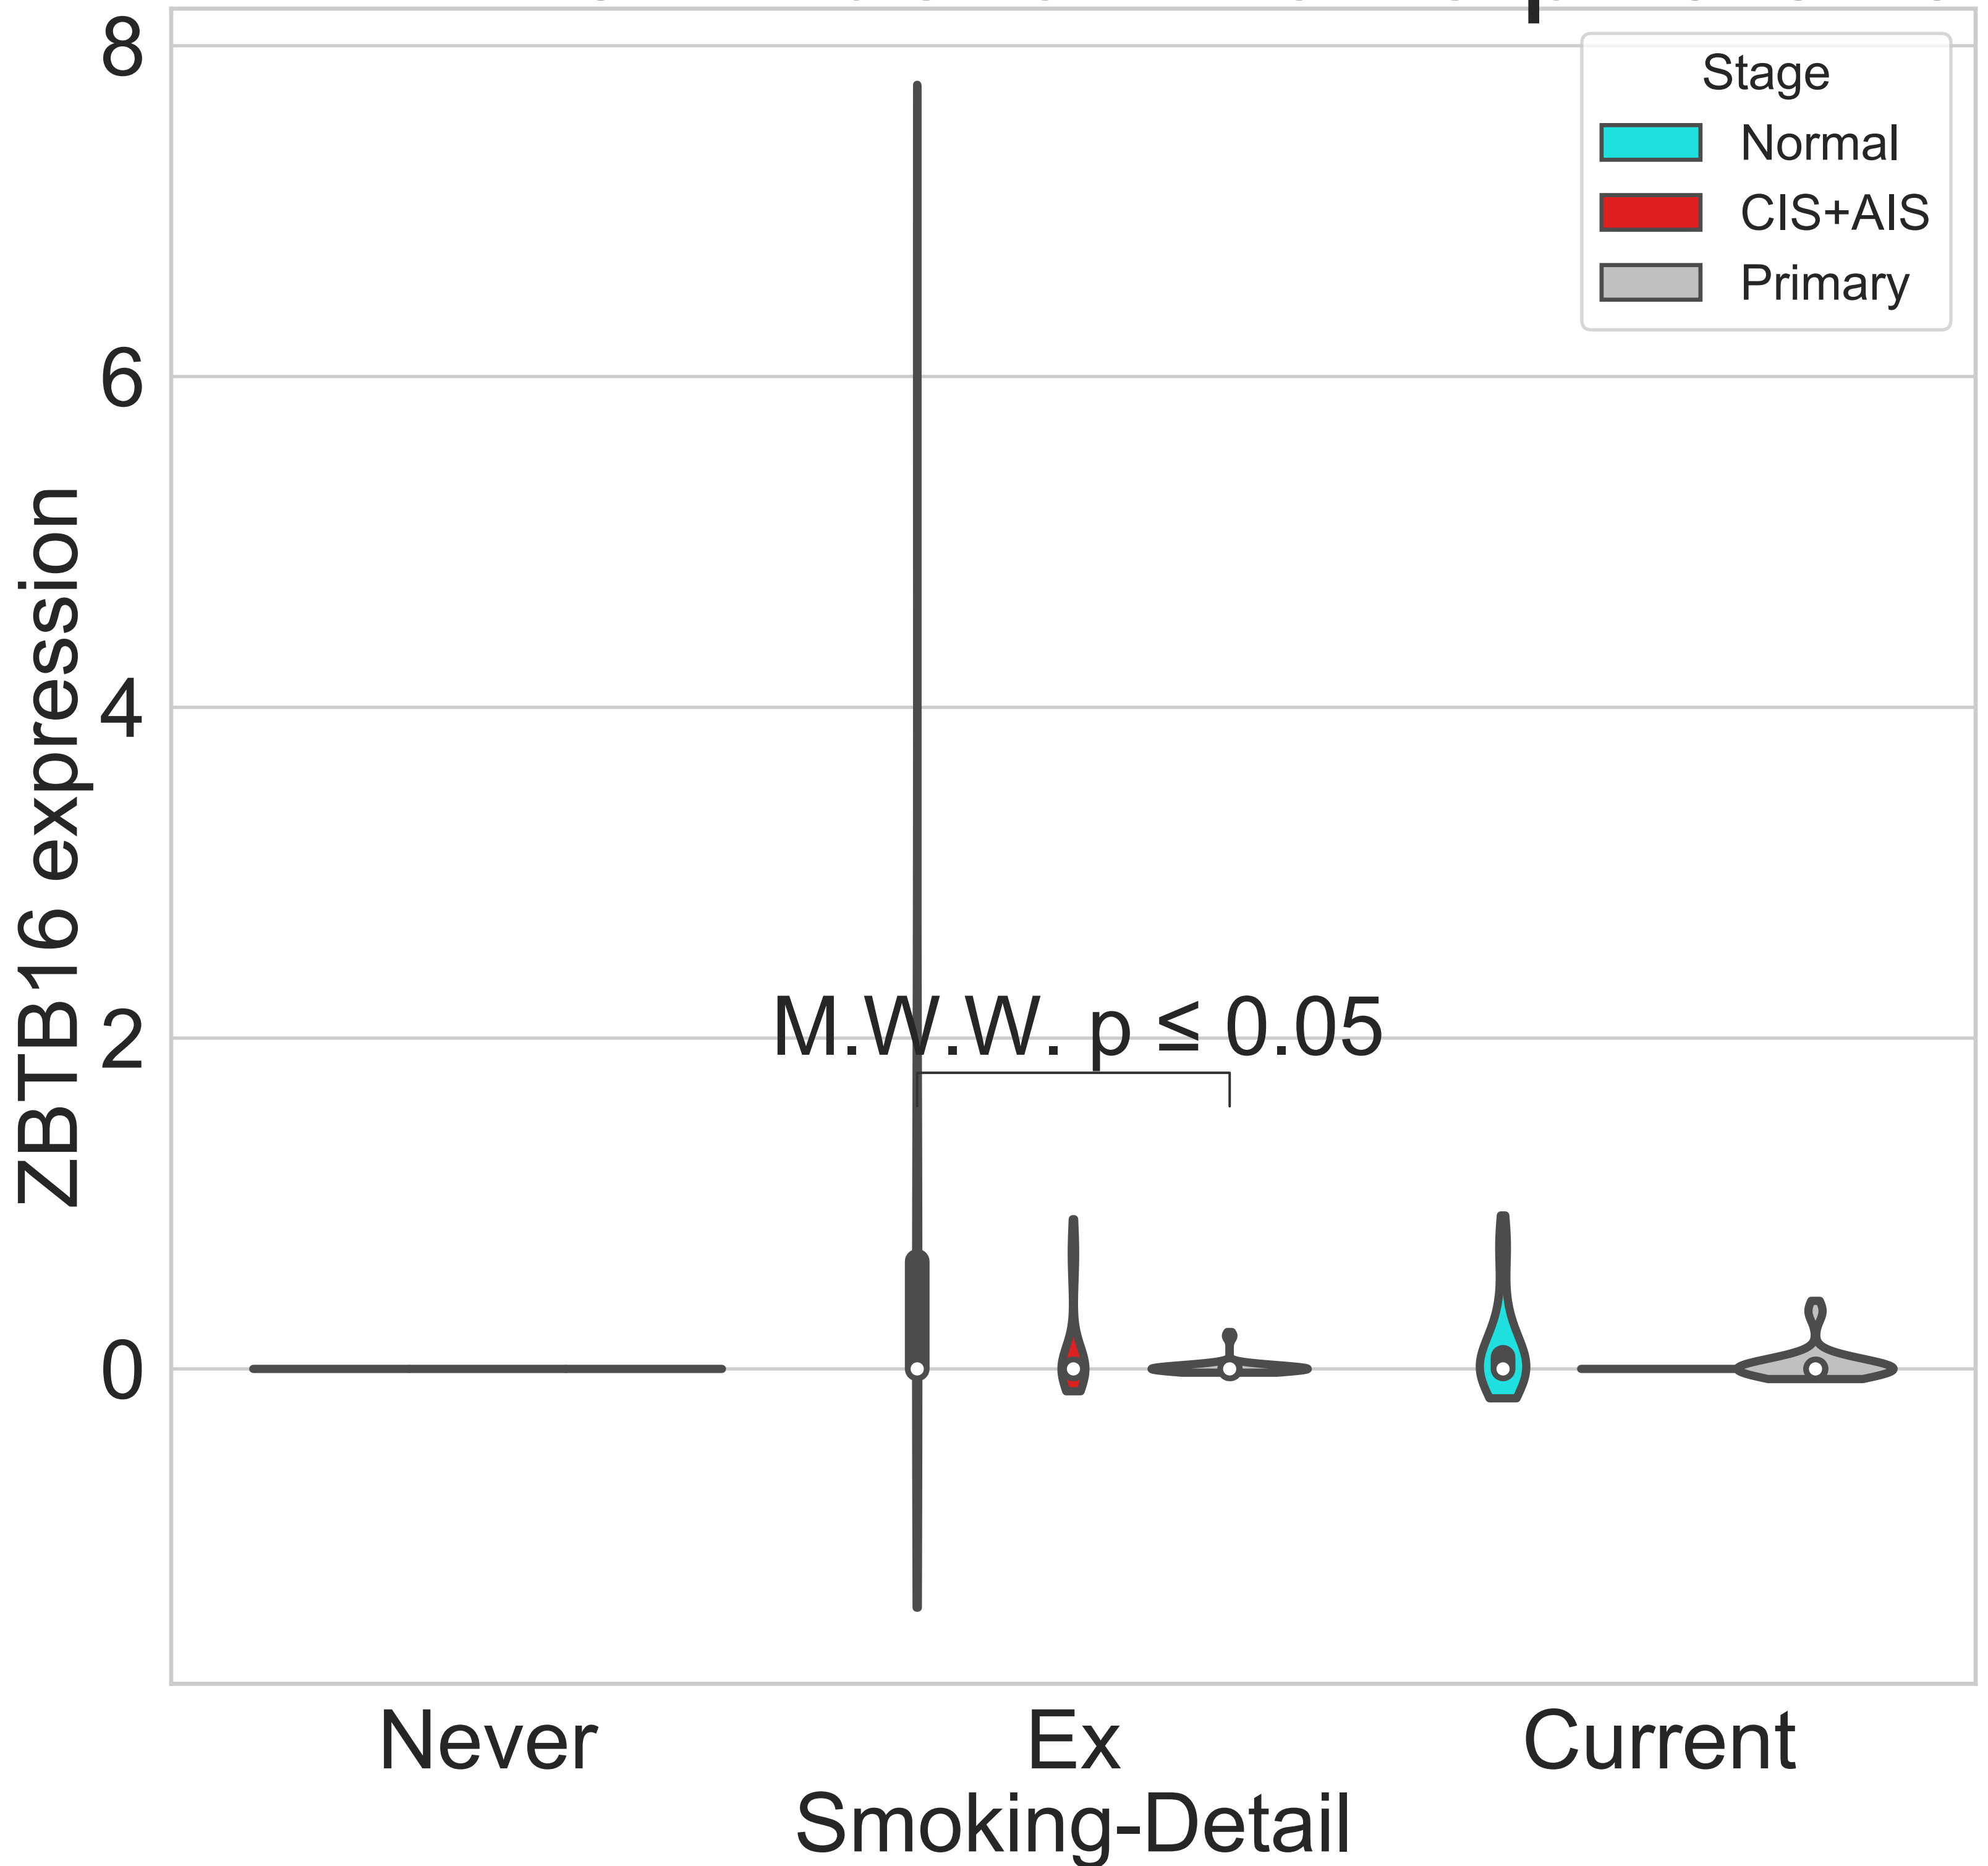 8
Stage
Normal
CIS+AIS
Primary
6
4
2
0
ZBTB16 expression
M.W.W. p ≤ 0.05
Never
Ex
Current
Smoking-Detail